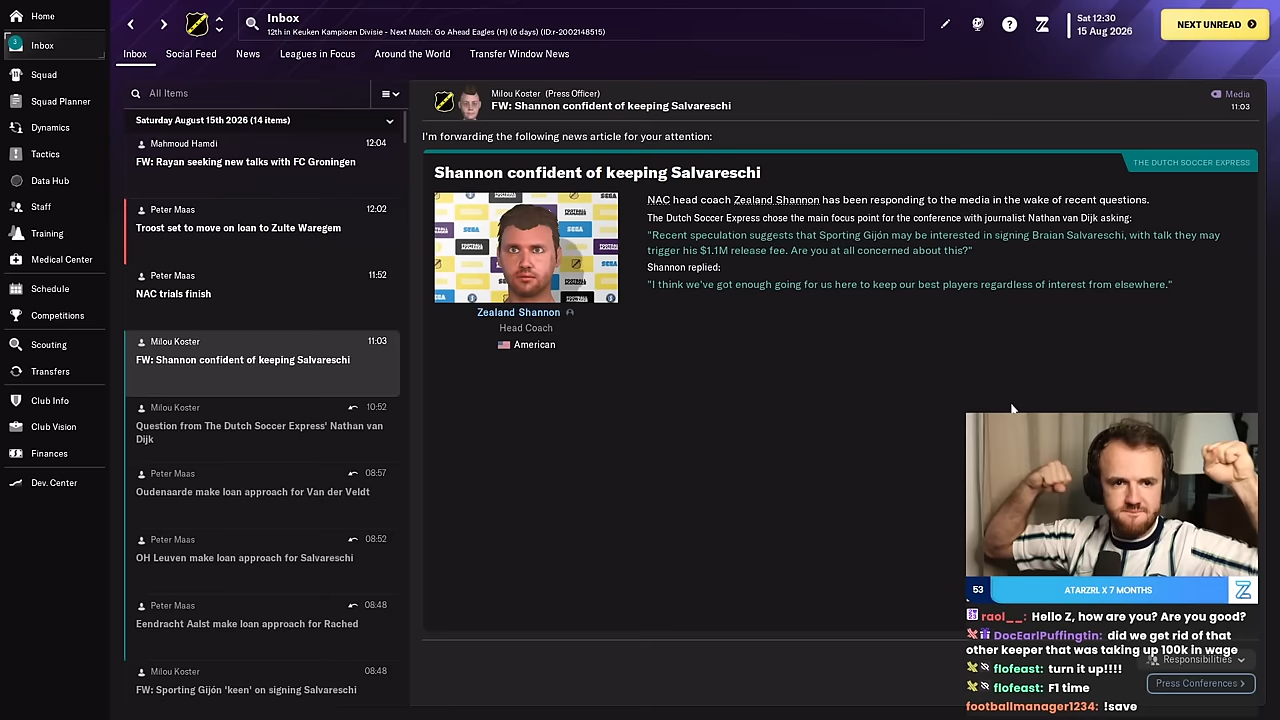 Home
3
Inbox
Squad
Squad Planner
Dynamics
Tactics
Data Hub
Staff
Training
Medical Center
Schedule
Competitions
Scouting
Transfers
Club Info
Club Vision
Finances
Dev. Center
Inbox
12th in Keuken Kampioen Divisie - Next Match: Go Ahead Eagles (H) (6 days) (ID:r-2002148515)
Sat 12:30
15 Aug 2026
NEXT UNREAD
Inbox
Social Feed
News
Leagues in Focus
Around the World
Transfer Window News
All Items
Saturday August 15th 2026 (14 items)
Mahmoud Hamdi 12:04
FW: Rayan seeking new talks with FC Groningen
Peter Maas 12:02
Troost set to move on loan to Zulte Waregem
Peter Maas 11:52
NAC trials finish
Milou Koster 11:03
FW: Shannon confident of keeping Salvareschi
Milou Koster 10:52
Question from The Dutch Soccer Express' Nathan van
Dijk
Peter Maas 08:57
Oudenaarde make loan approach for Van der Veldt
Peter Maas 08:52
OH Leuven make loan approach for Salvareschi
Peter Maas 08:48
Eendracht Aalst make loan approach for Rached
Milou Koster 08:48
FW: Sporting Gijón 'keen' on signing Salvareschi
Milou Koster (Press Officer)
FW: Shannon confident of keeping Salvareschi
Media
11:03
I'm forwarding the following news article for your attention:
THE DUTCH SOCCER EXPRESS
Shannon confident of keeping Salvareschi
SEGA
Zealand Shannon
Head Coach
American
NAC head coach Zealand Shannon has been responding to the media in the wake of recent questions.
The Dutch Soccer Express chose the main focus point for the conference with journalist Nathan van Dijk asking:
"Recent speculation suggests that Sporting Gijón may be interested in signing Braian Salvareschi, with talk they may
trigger his $1.1M release fee. Are you at all concerned about this?"
Shannon replied:
"I think we've got enough going for us here to keep our best players regardless of interest from elsewhere."
53
ATARZRL X 7 MONTHS
raol__: Hello Z, how are you? Are you good?
DocEarlPuffingtin: did we get rid of that
other keeper that was taking up 100k in wage
flofeast: turn it up!!!!
flofeast: F1 time
footballmanager1234: !save
Responsibilities
Press Conferences